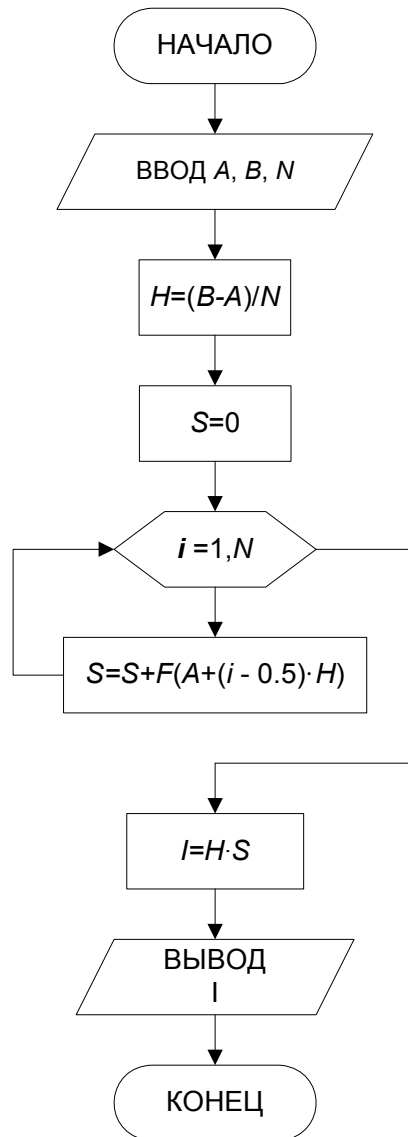 НАЧАЛО
ВВОД A, B, N
H=(B-A)/N
S=0
i =1,N
S=S+F(A+(i - 0.5)·H)
I=H·S
ВЫВОД
I
КОНЕЦ